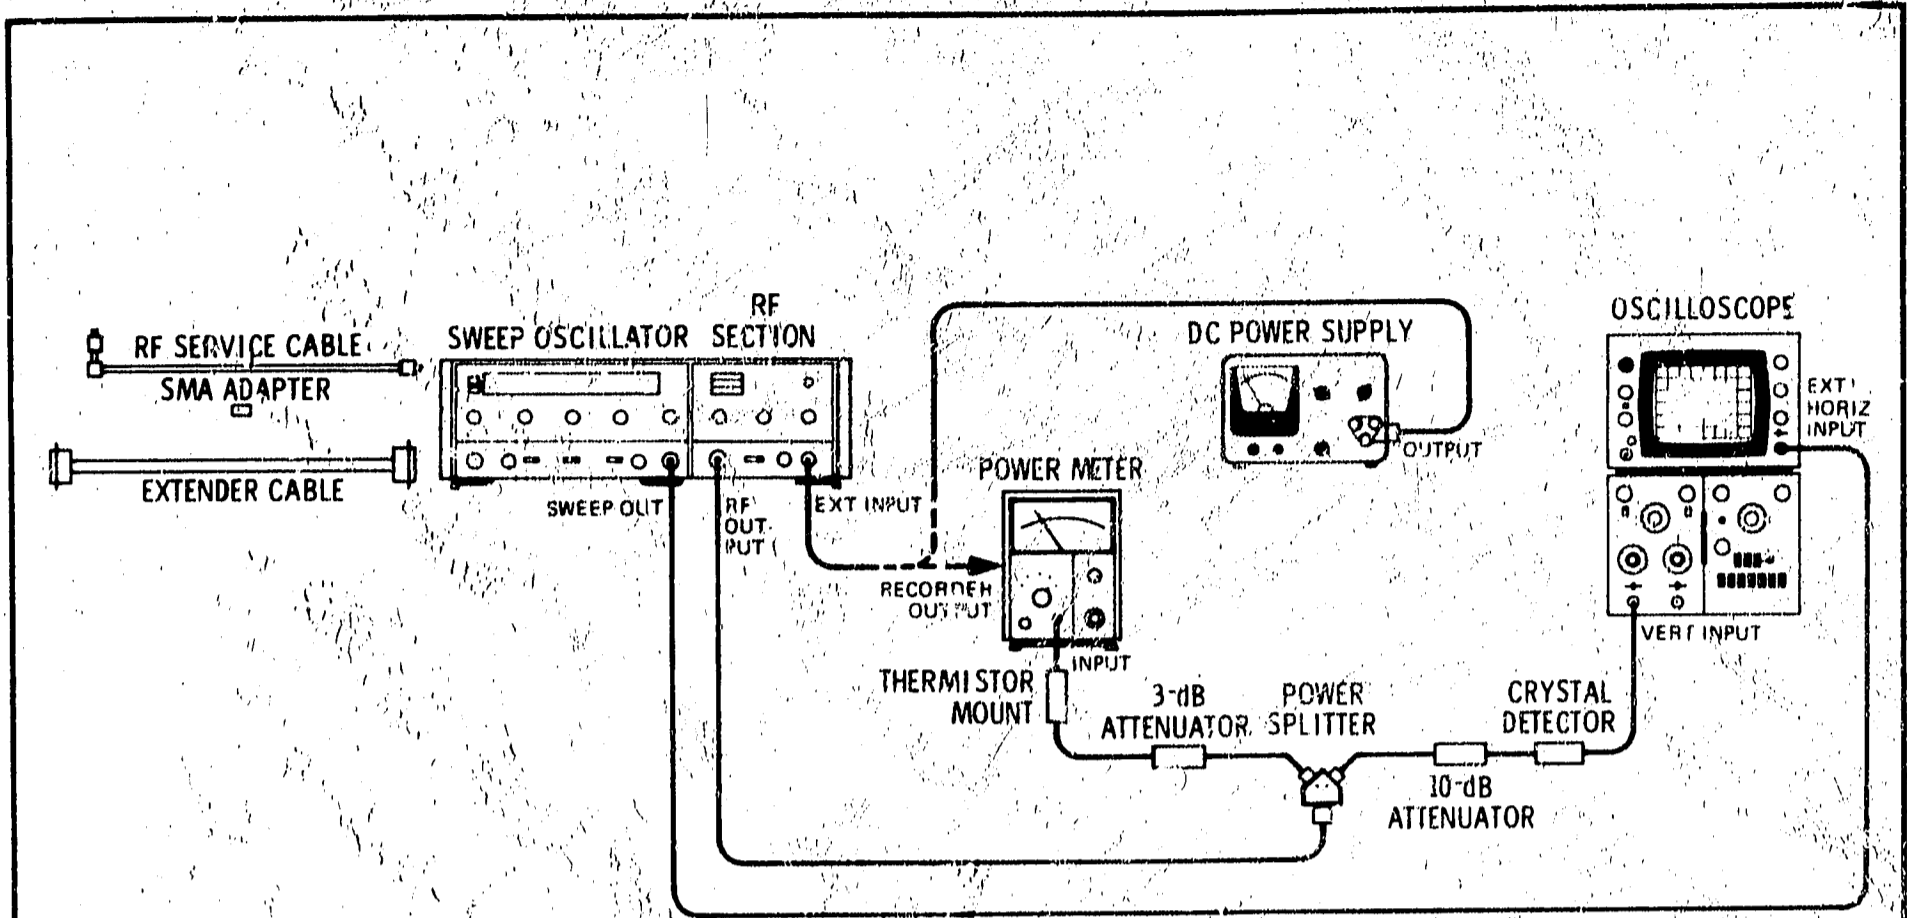 RF SERVICE CABLE
SMA ADAPTER
EXTENDER CABLE
SWEEP OSCILLATOR
RF
SECTION
SWEEP OUT
RF
OUT-
PUT
EXT INPUT
DC POWER SUPPLY
OUTPUT
POWER METER
RECORDER
OUTPUT
INPUT
THERMISTOR
MOUNT
3-dB
ATTENUATOR
POWER
SPLITTER
10-dB
ATTENUATOR
CRYSTAL
DETECTOR
OSCILLOSCOPE
EXT
HORIZ
INPUT
VERT INPUT